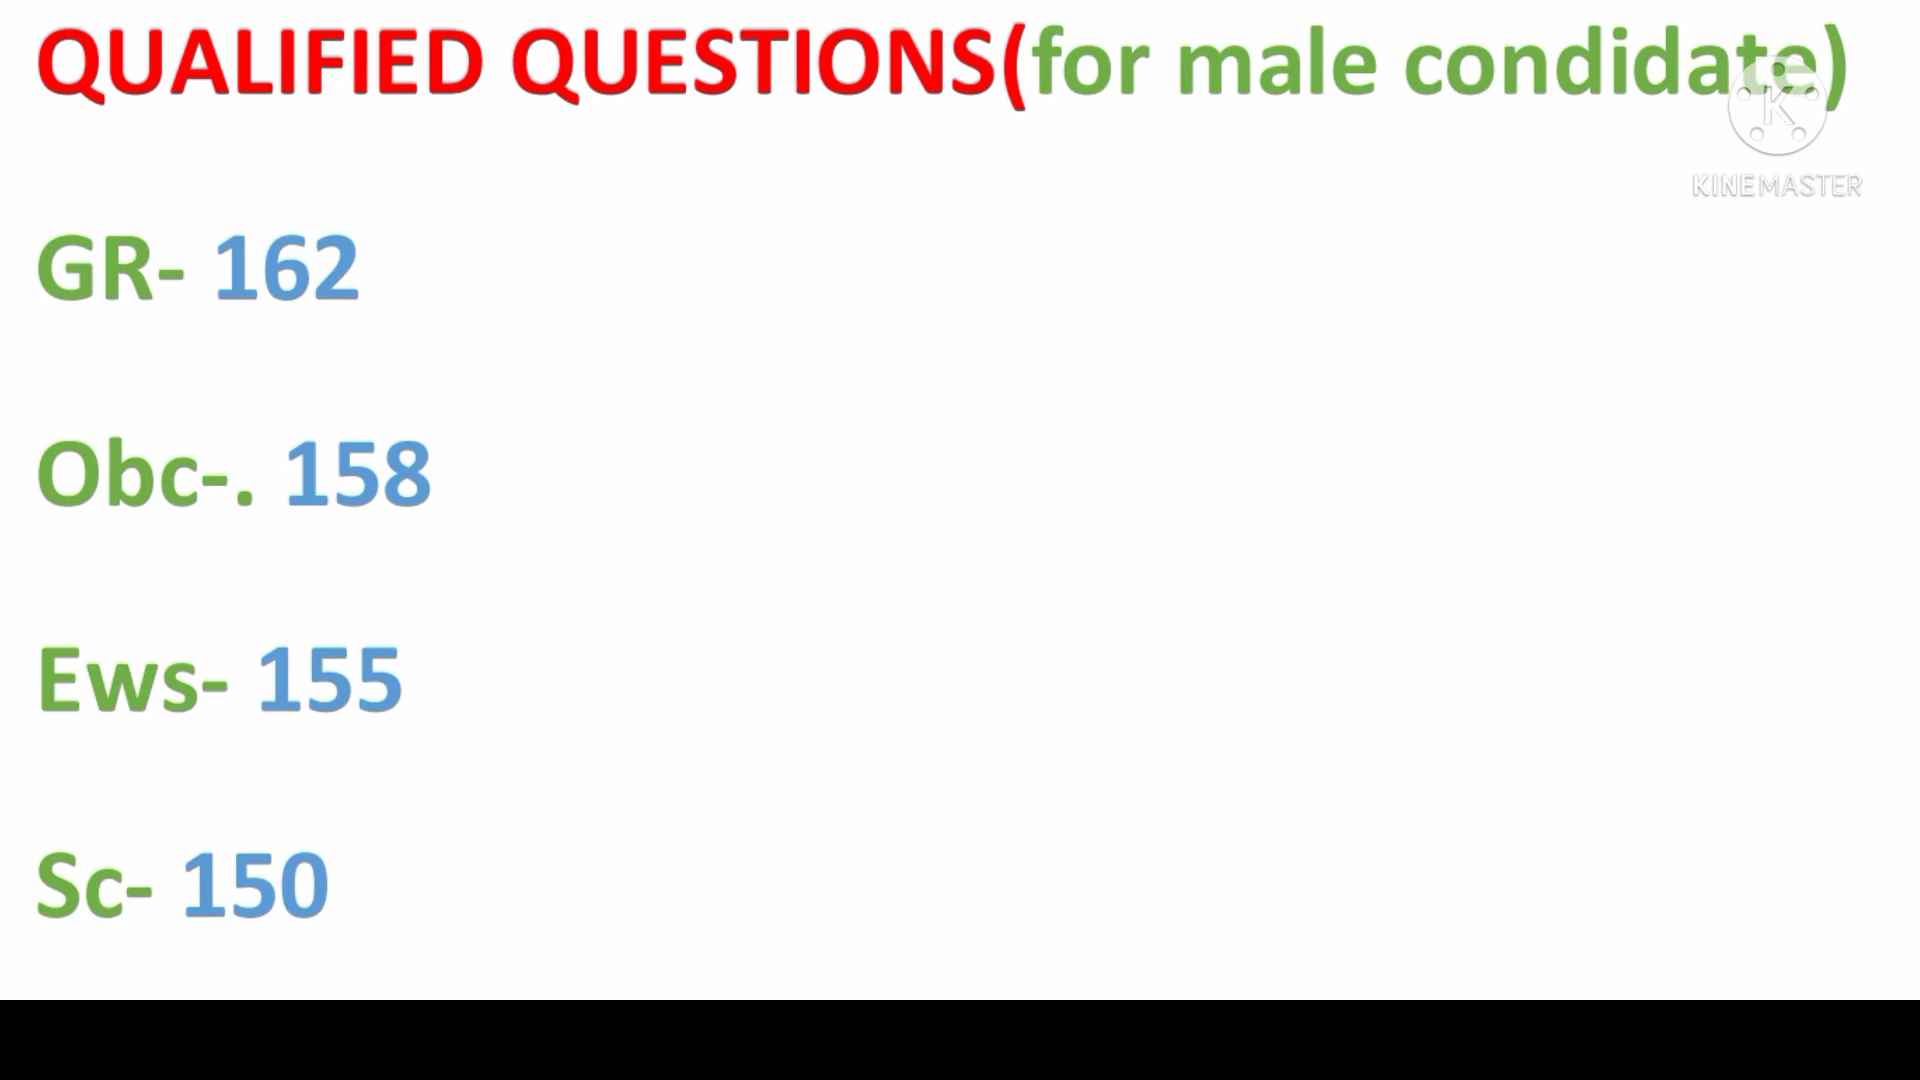 QUALIFIED QUESTIONS(for male condidate)
K
KINEMASTER
GR- 162
Obc-. 158
Ews- 155
Sc- 150